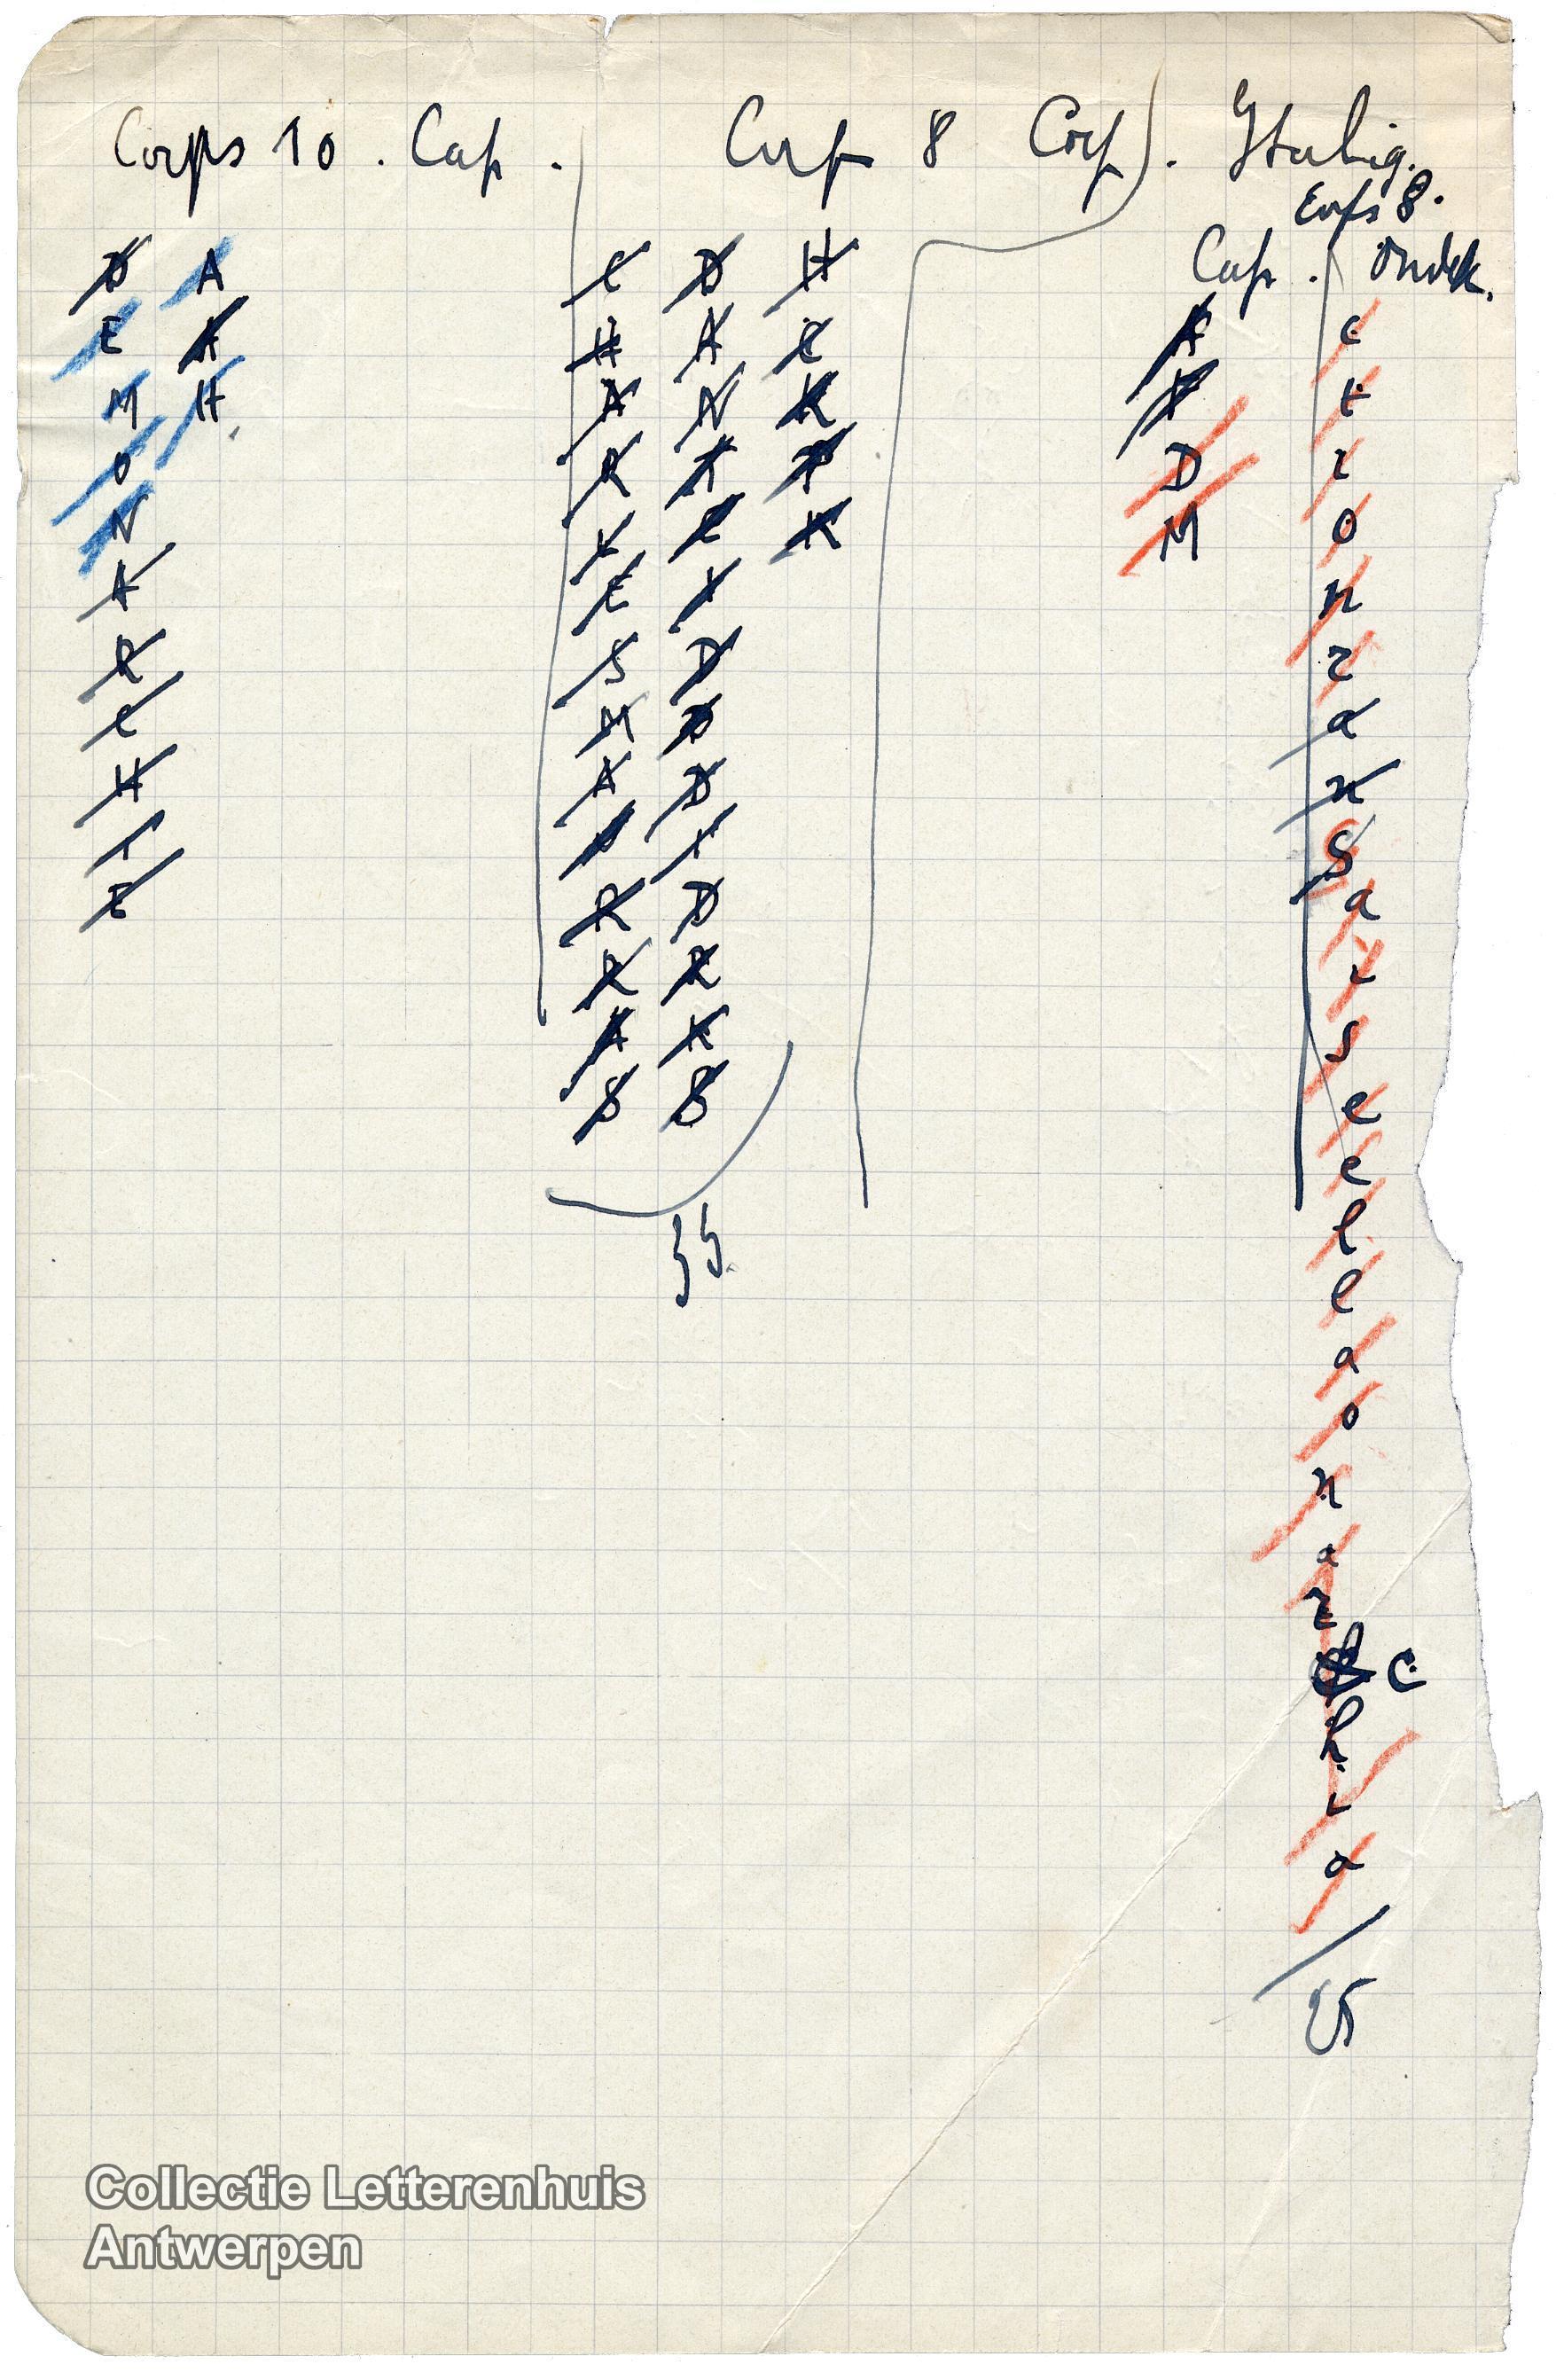 Corps 10. Cap.
D A
E K
M H
O
N
A
R
C
H
I
E
Corp 8 Corp.
C D H
H A C
A N R
R T P
L E K
E I
S D
M D
A D
U I
R D
R R
A K
S B
35.
Italiq.
Corps 8.
Cap. Ondk.
K c
F t
D i
M o
n
r
a
n
S
a
i
s
e
e
l
l
a
o
n
a
r
C
h
i
a
25
Collectie Letterenhuis
Antwerpen